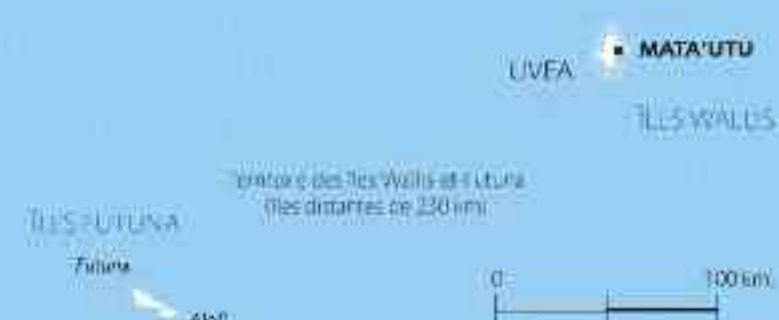 MATA'UTU
UVEA
ÎLES WALLIS
Territoire des îles Wallis et Futuna
(îles distantes de 230 km)
ÎLES FUTUNA
Futuna
Alofi
0 100 km